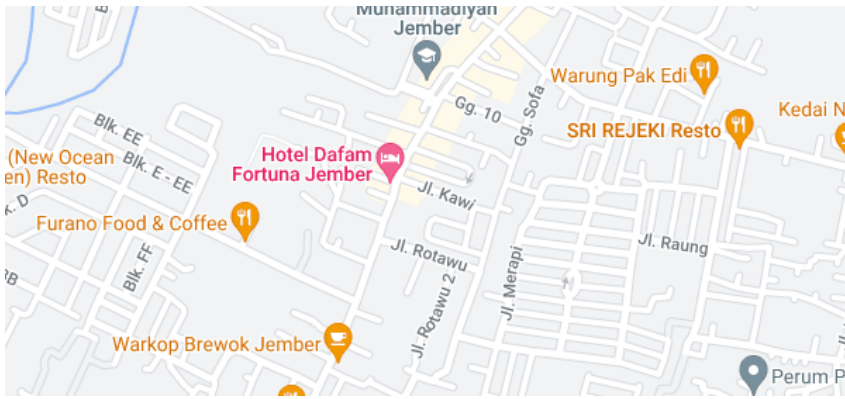 Muhammadiyah
Jember
Warung Pak Edi
Gg. 10
Gg. Sofa
SRI REJEKI Resto
Kedai N
Blk. EE
Blk. E - EE
(New Ocean
en) Resto
Hotel Dafam
Fortuna Jember
Jl. Kawi
k. D
Furano Food & Coffee
Jl. Rotawu
Jl. Raung
Jl. Merapi
Blk. FF
BB
Jl. Rotawu 2
Warkop Brewok Jember
Perum P